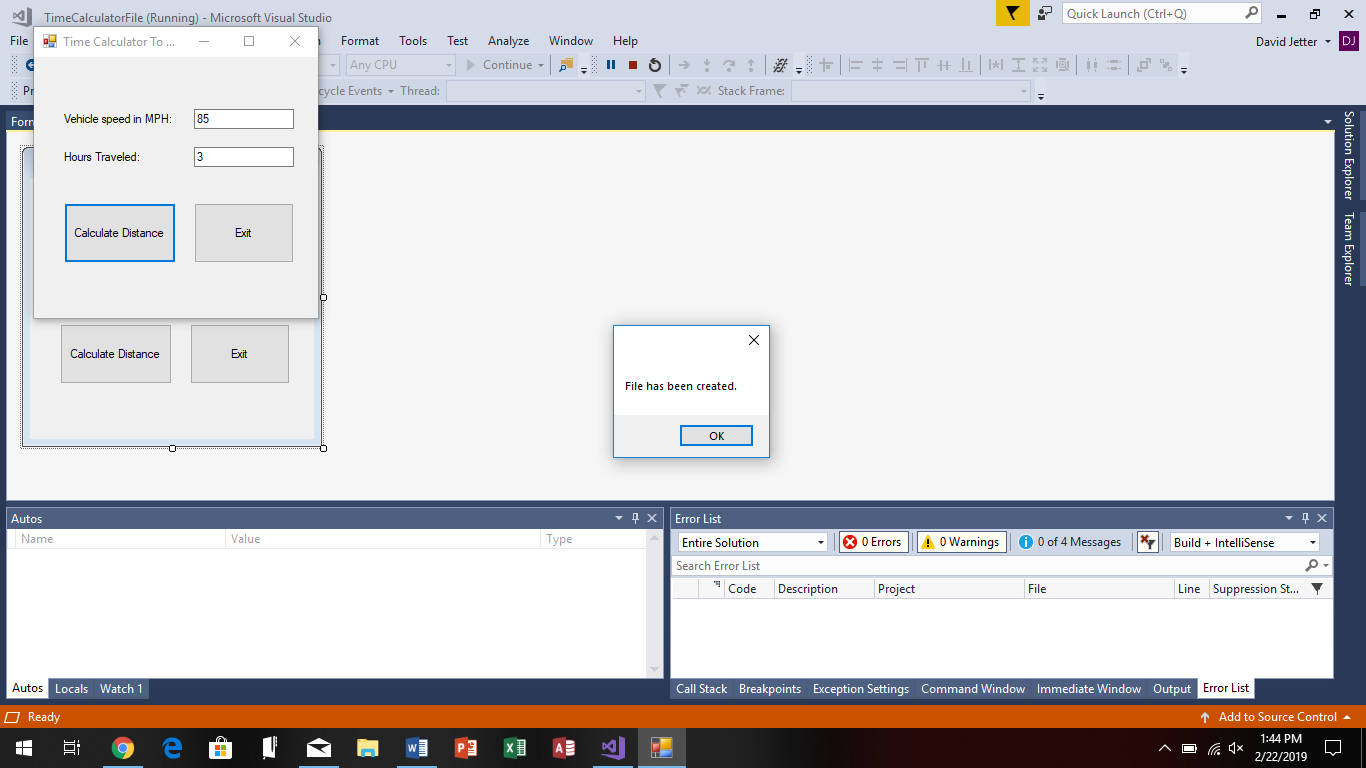 TimeCalculatorFile (Running) - Microsoft Visual Studio
Quick Launch (Ctrl+Q)
File
Time Calculator To ...
Format Tools Test Analyze Window Help
David Jetter DJ
Any CPU Continue
cycle Events Thread: Stack Frame:
Vehicle speed in MPH: 85
Hours Traveled: 3
Calculate Distance Exit
Calculate Distance Exit
File has been created.
OK
Solution Explorer
Team Explorer
Autos
Name Value Type
Autos Locals Watch 1
Error List
Entire Solution 0 Errors 0 Warnings 0 of 4 Messages Build + IntelliSense
Search Error List
Code Description Project File Line Suppression St...
Call Stack Breakpoints Exception Settings Command Window Immediate Window Output Error List
Ready Add to Source Control
1:44 PM
2/22/2019